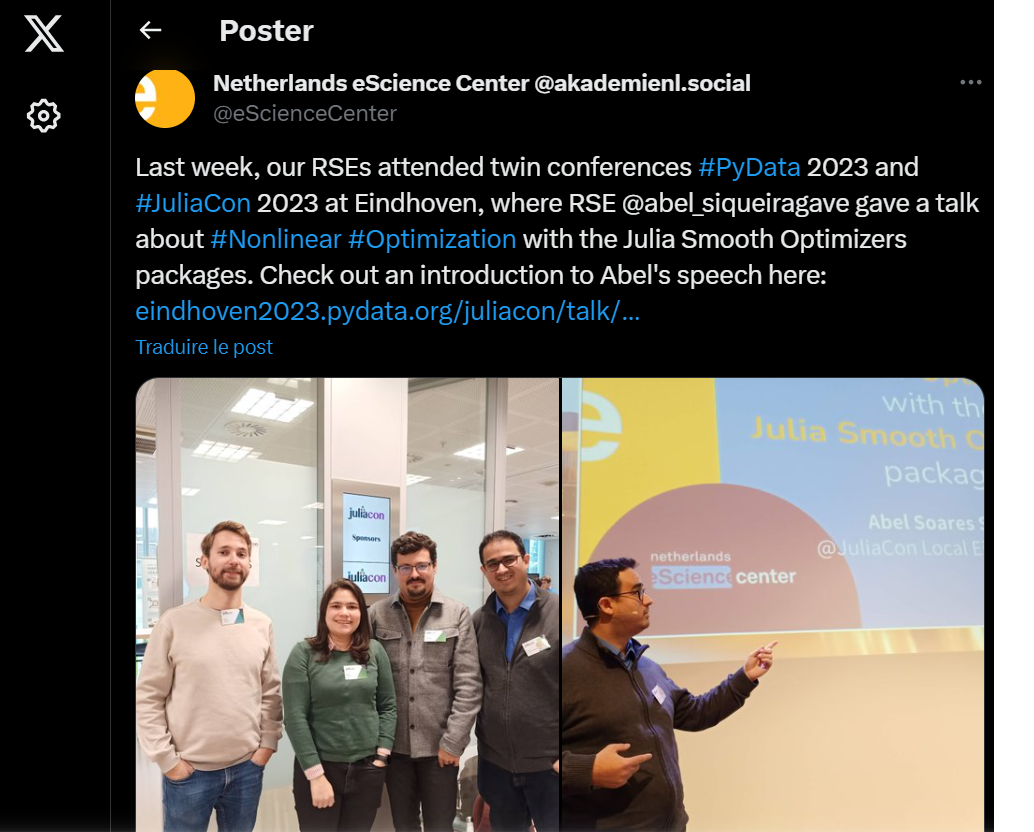 Poster
Netherlands eScience Center @akademienl.social
@eScienceCenter
Last week, our RSEs attended twin conferences #PyData 2023 and
#JuliaCon 2023 at Eindhoven, where RSE @abel_siqueiragave gave a talk
about #Nonlinear #Optimization with the Julia Smooth Optimizers
packages. Check out an introduction to Abel's speech here:
eindhoven2023.pydata.org/juliacon/talk/...
Traduire le post
juliacon
Sponsors
juliacon
e
with th
Julia Smooth O
packag
Abel Soares S
@JuliaCon Local E
netherlands
eScience center